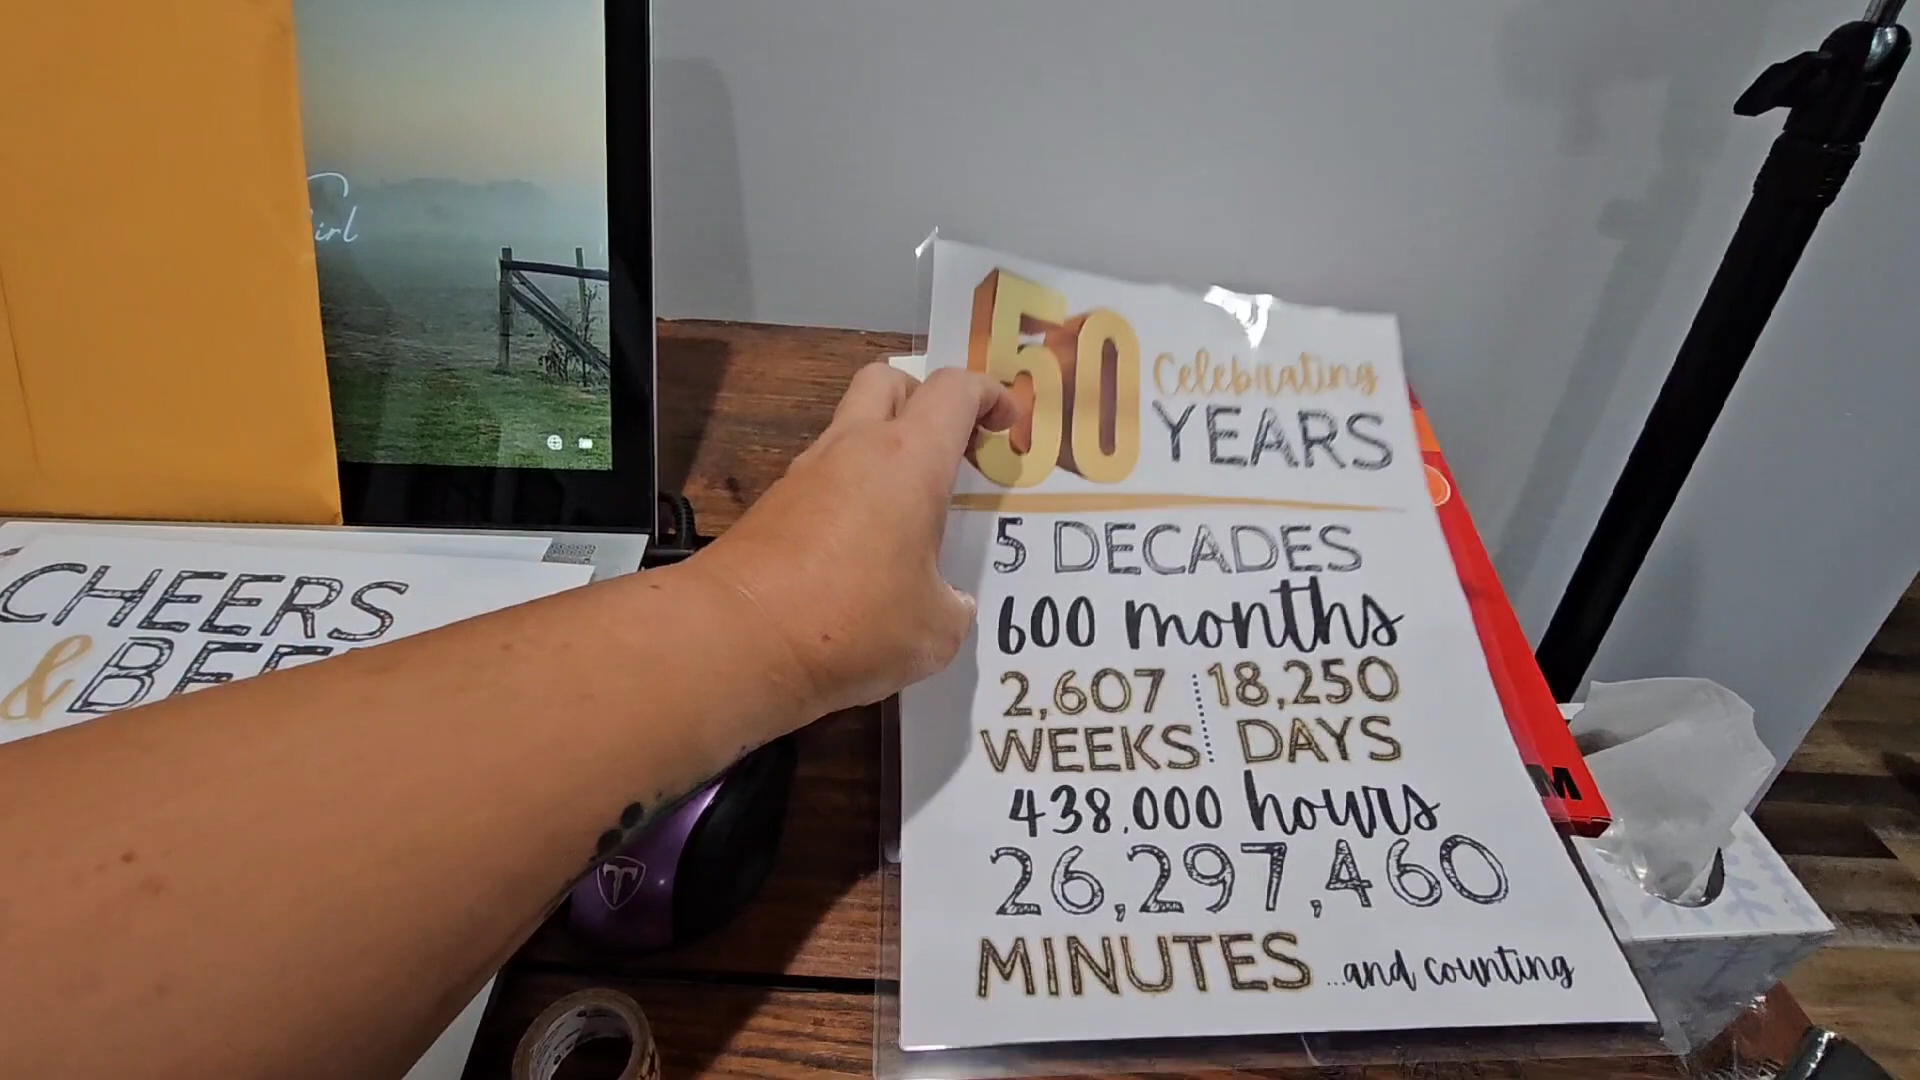 irl
CHEERS
&
50 Celebrating
YEARS
5 DECADES
600 months
2,607 WEEKS
18,250 DAYS
438,000 hours
26,297,460
MINUTES ...and counting
M